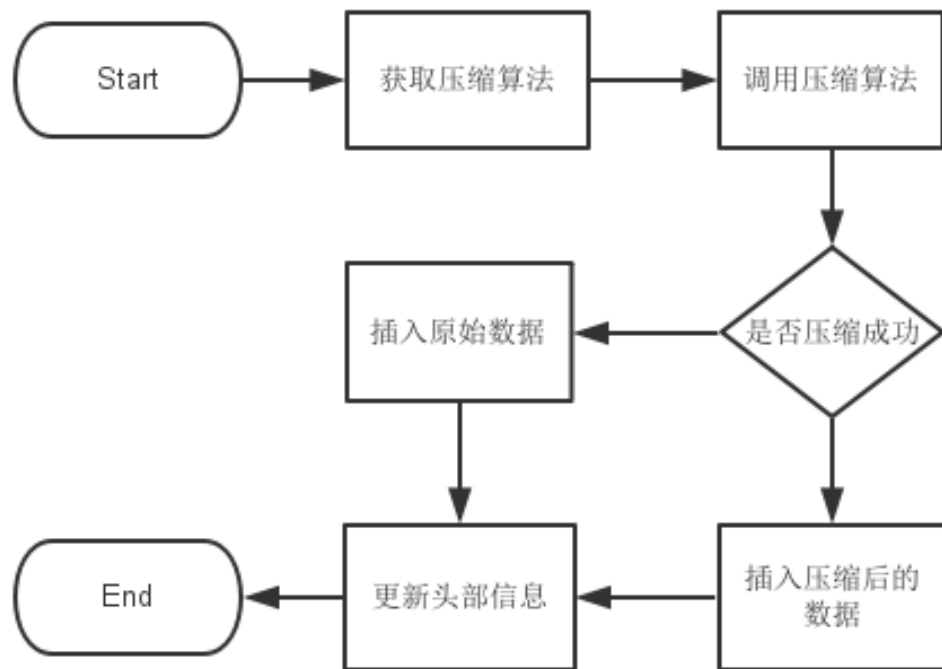 Start
获取压缩算法
调用压缩算法
插入原始数据
是否压缩成功
End
更新头部信息
插入压缩后的
数据